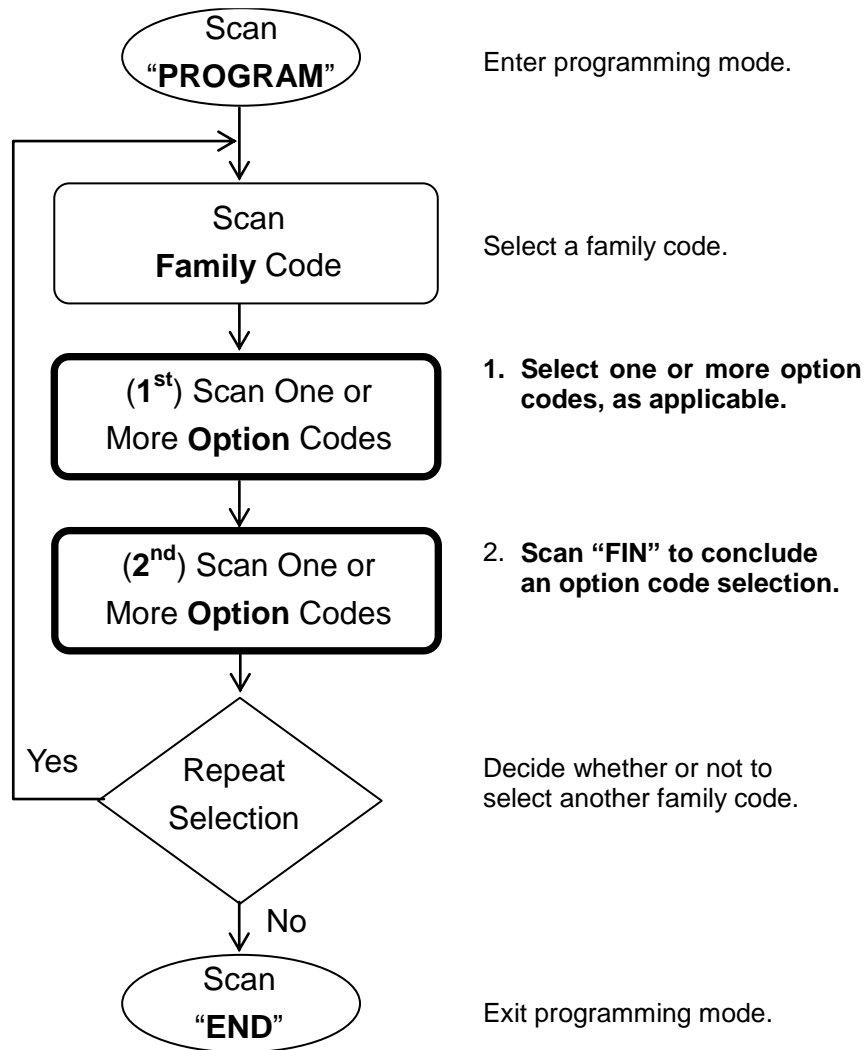 Scan
“PROGRAM”
Enter programming mode.
Scan
Family Code
Select a family code.
(1st) Scan One or
More Option Codes
1. Select one or more option
codes, as applicable.
(2nd) Scan One or
More Option Codes
2. Scan “FIN” to conclude
an option code selection.
Yes
Repeat
Selection
Decide whether or not to
select another family code.
No
Scan
“END”
Exit programming mode.